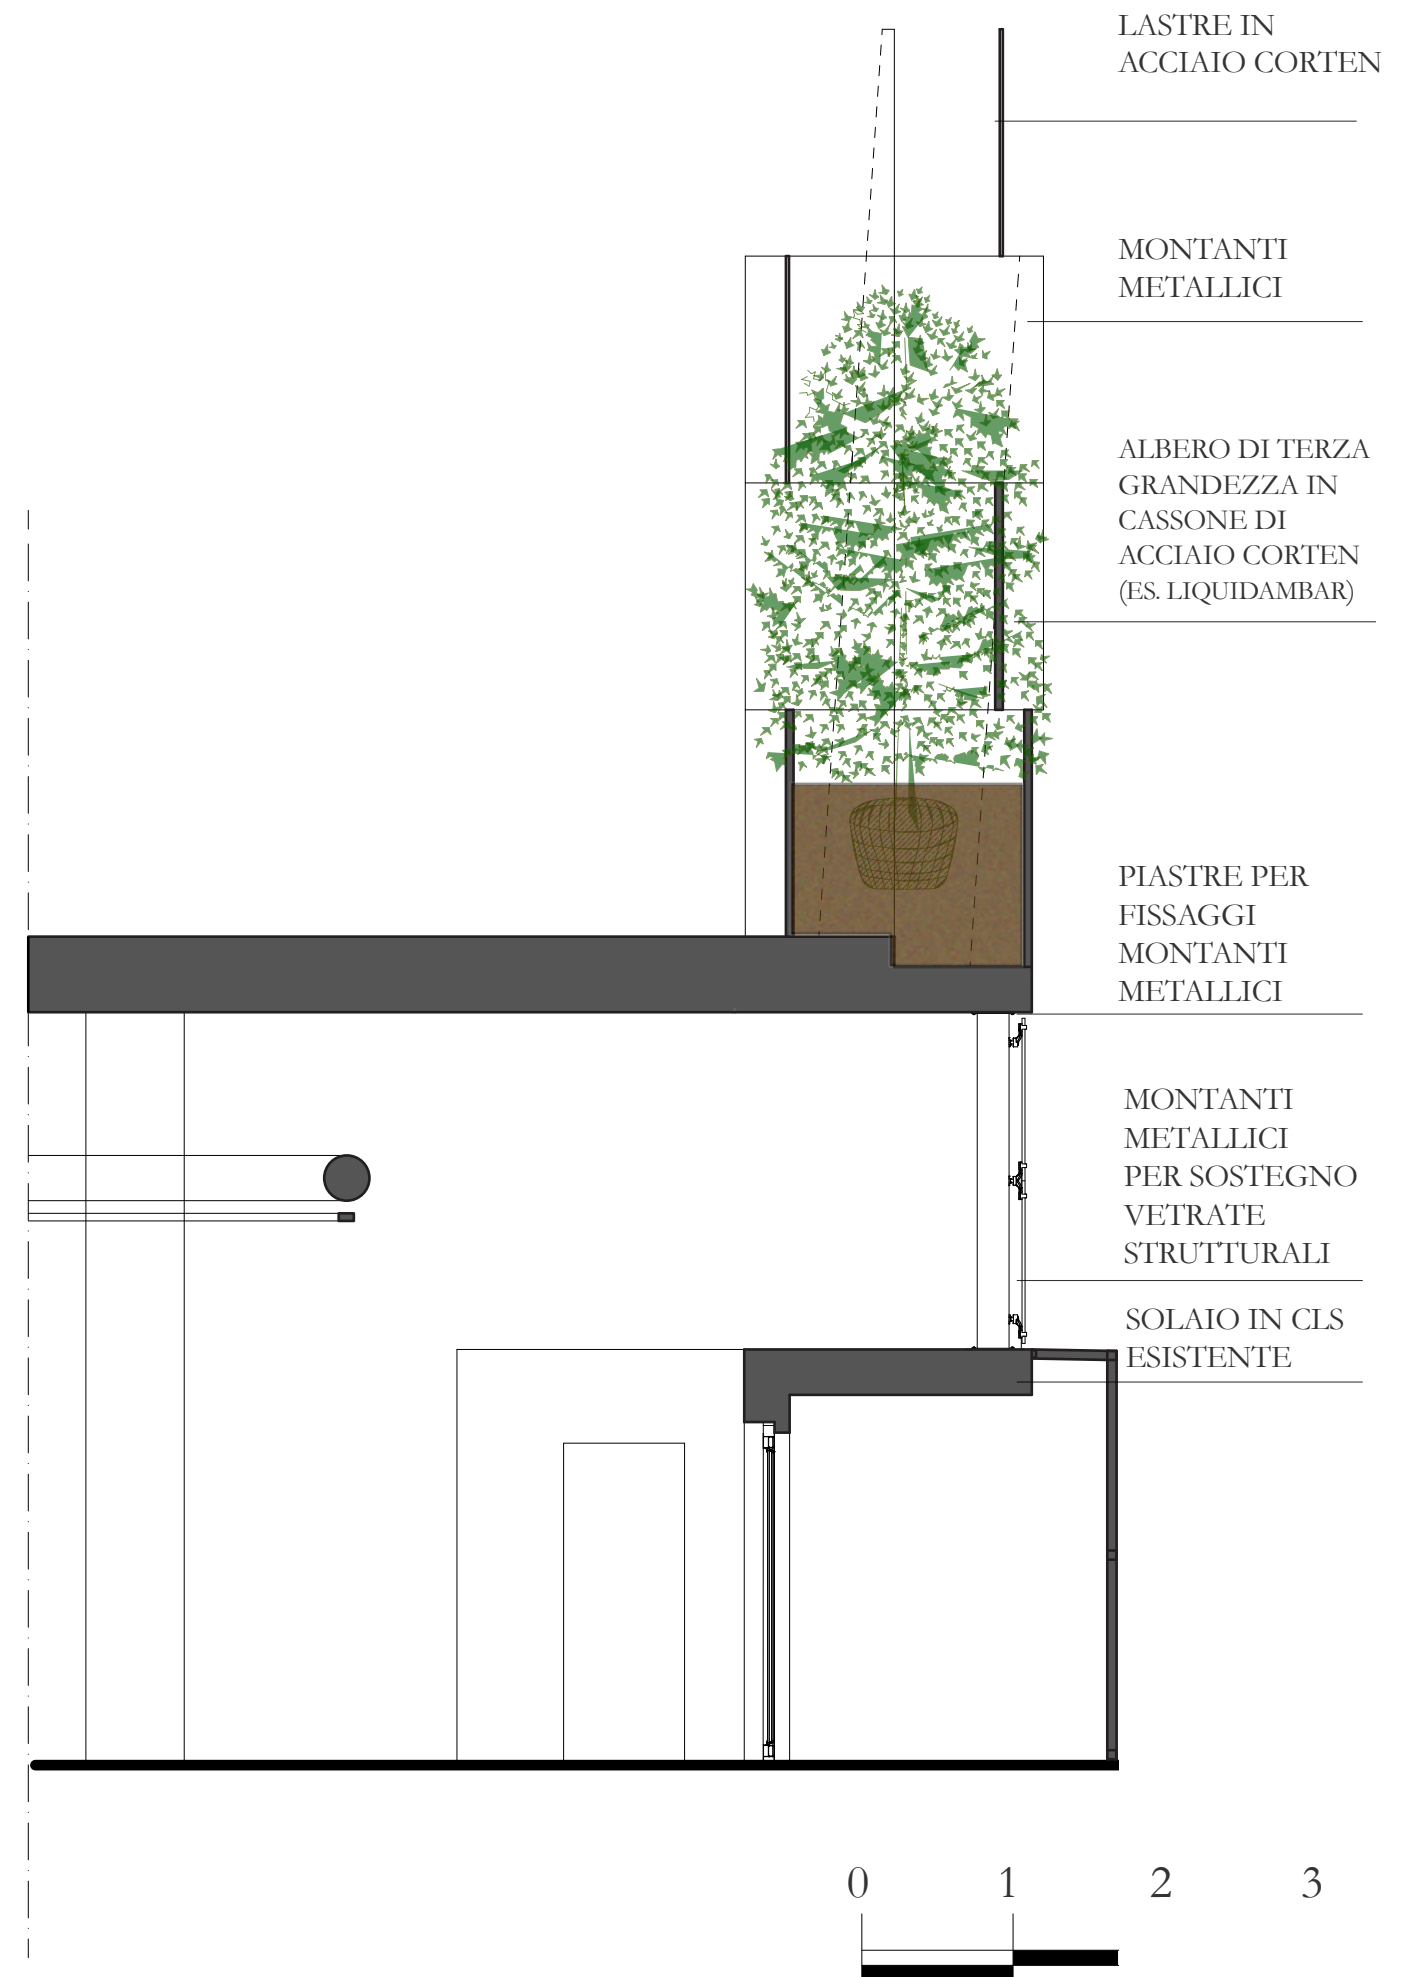 LASTRE IN
ACCIAIO CORTEN
MONTANTI
METALLICI
ALBERO DI TERZA
GRANDEZZA IN
CASSONE DI
ACCIAIO CORTEN
(ES. LIQUIDAMBAR)
PIASTRE PER
FISSAGGI
MONTANTI
METALLICI
MONTANTI
METALLICI
PER SOSTEGNO
VETRATE
STRUTTURALI
SOLAIO IN CLS
ESISTENTE
0 1 2 3